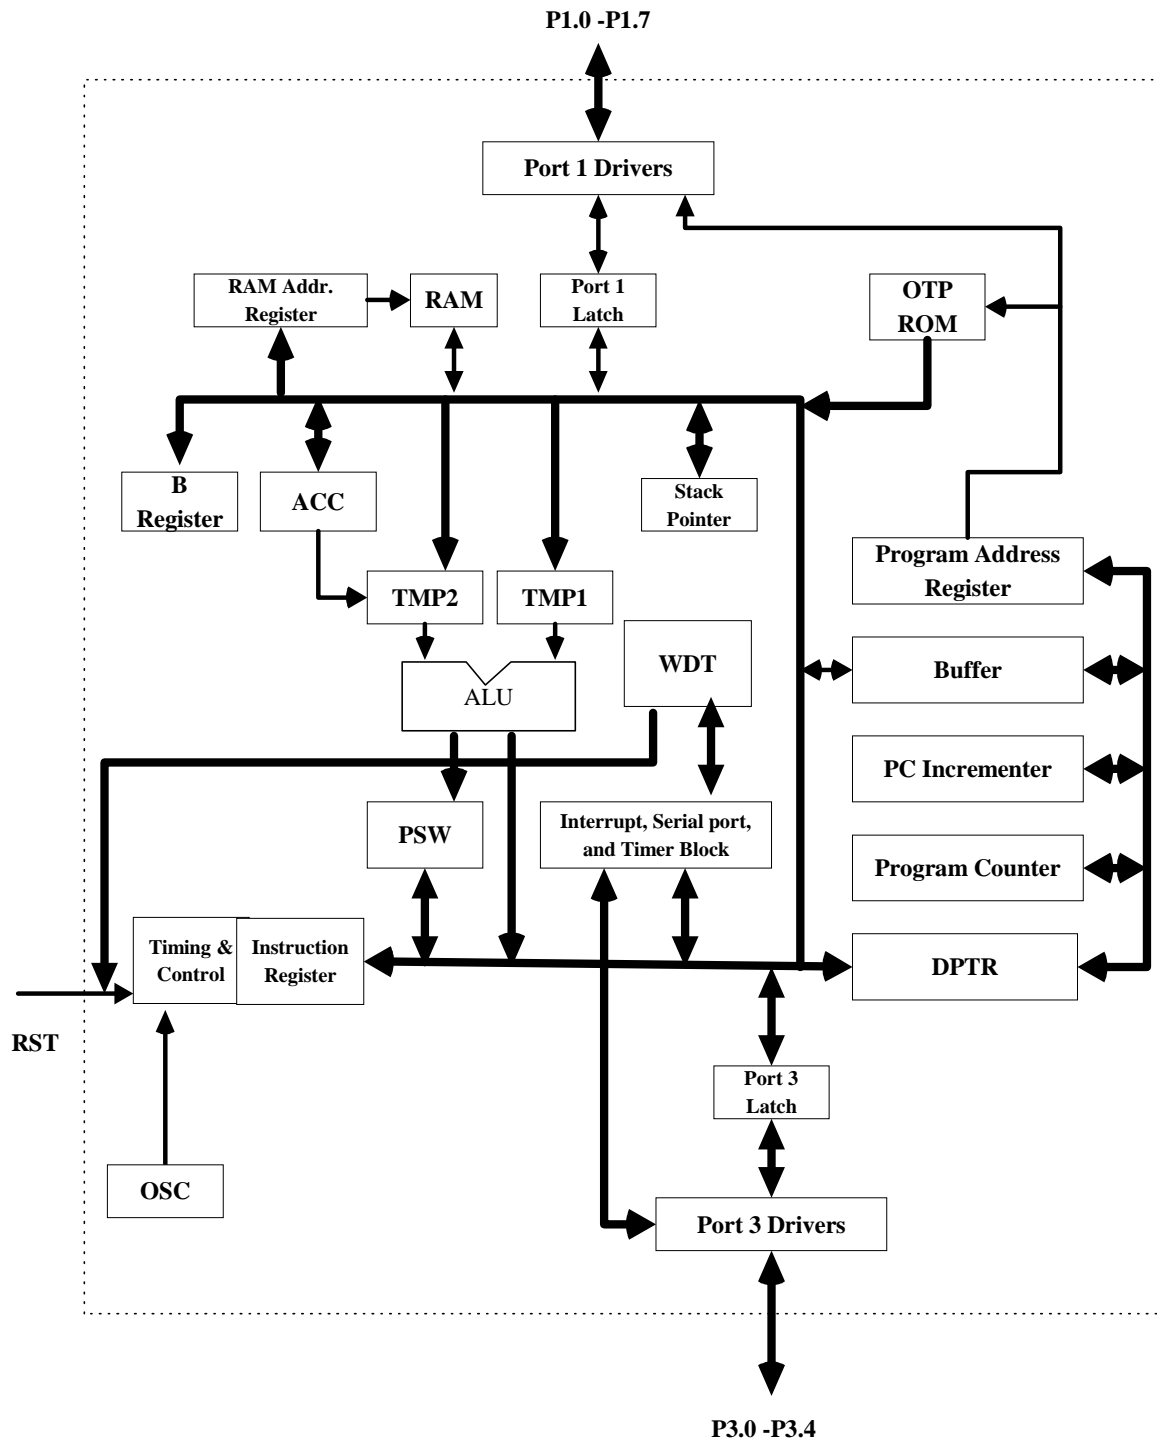 P1.0 -P1.7
Port 1 Drivers
RAM Addr.
Register
RAM
Port 1
Latch
OTP
ROM
B
Register
ACC
Stack
Pointer
Program Address
Register
TMP2
TMP1
WDT
Buffer
ALU
PC Incrementer
PSW
Interrupt, Serial port,
and Timer Block
Program Counter
Timing &
Control
Instruction
Register
DPTR
RST
Port 3
Latch
OSC
Port 3 Drivers
P3.0 -P3.4